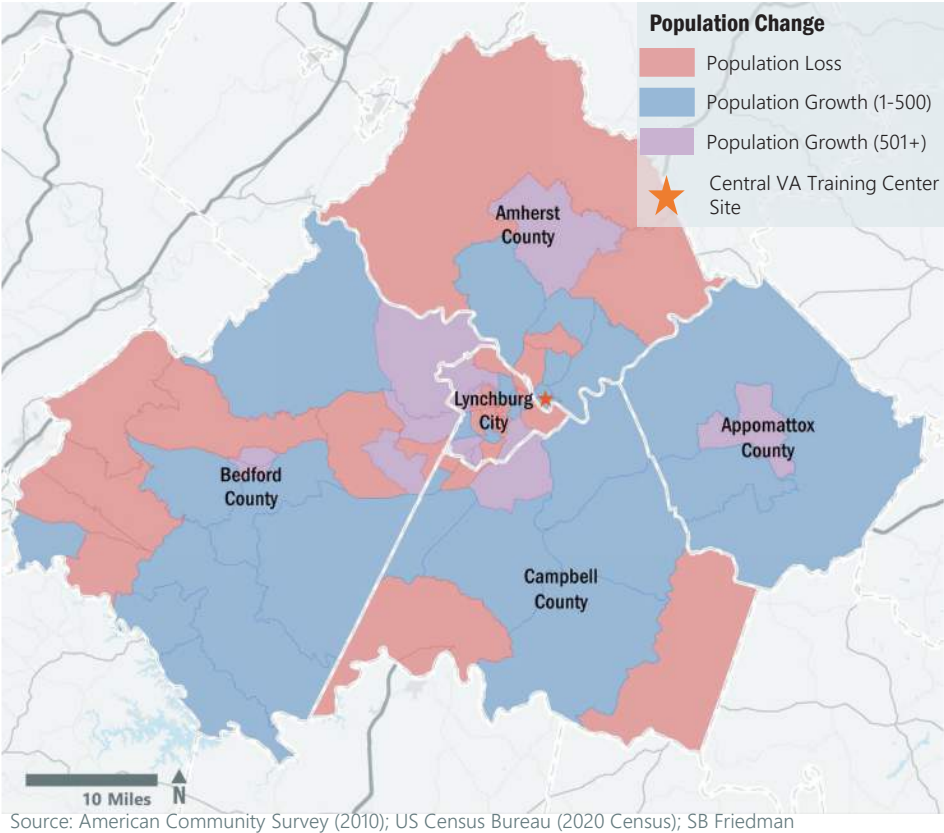 Population Change
Population Loss
Population Growth (1-500)
Population Growth (501+)
Central VA Training Center
Site
Amherst
County
Lynchburg
City
Appomattox
County
Bedford
County
Campbell
County
10 Miles
N
Source: American Community Survey (2010); US Census Bureau (2020 Census); SB Friedman